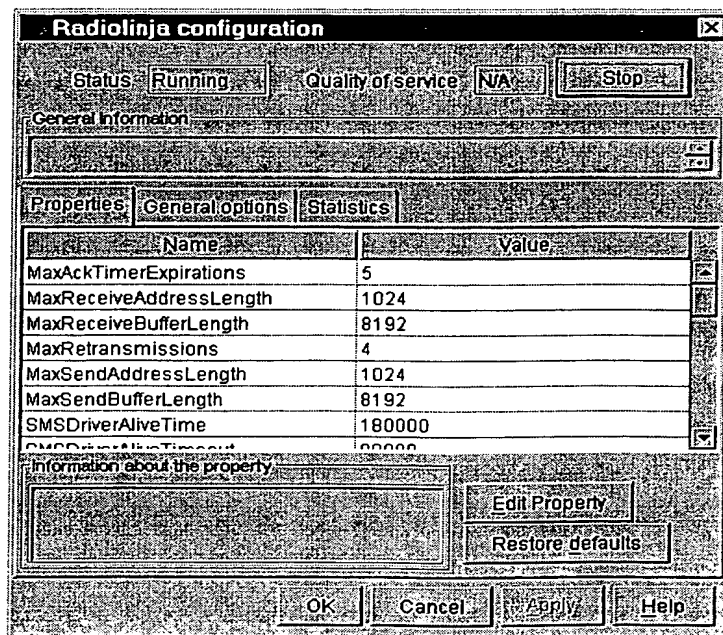 Radiolinja configuration
Status Running Quality of service N/A Stop
General Information
Properties General options Statistics
Name Value
MaxAckTimerExpirations 5
MaxReceiveAddressLength 1024
MaxReceiveBufferLength 8192
MaxRetransmissions 4
MaxSendAddressLength 1024
MaxSendBufferLength 8192
SMSDriverAliveTime 180000
SMSDriverAliveTimeout
Information about the property
Edit Property
Restore defaults
OK Cancel Apply Help